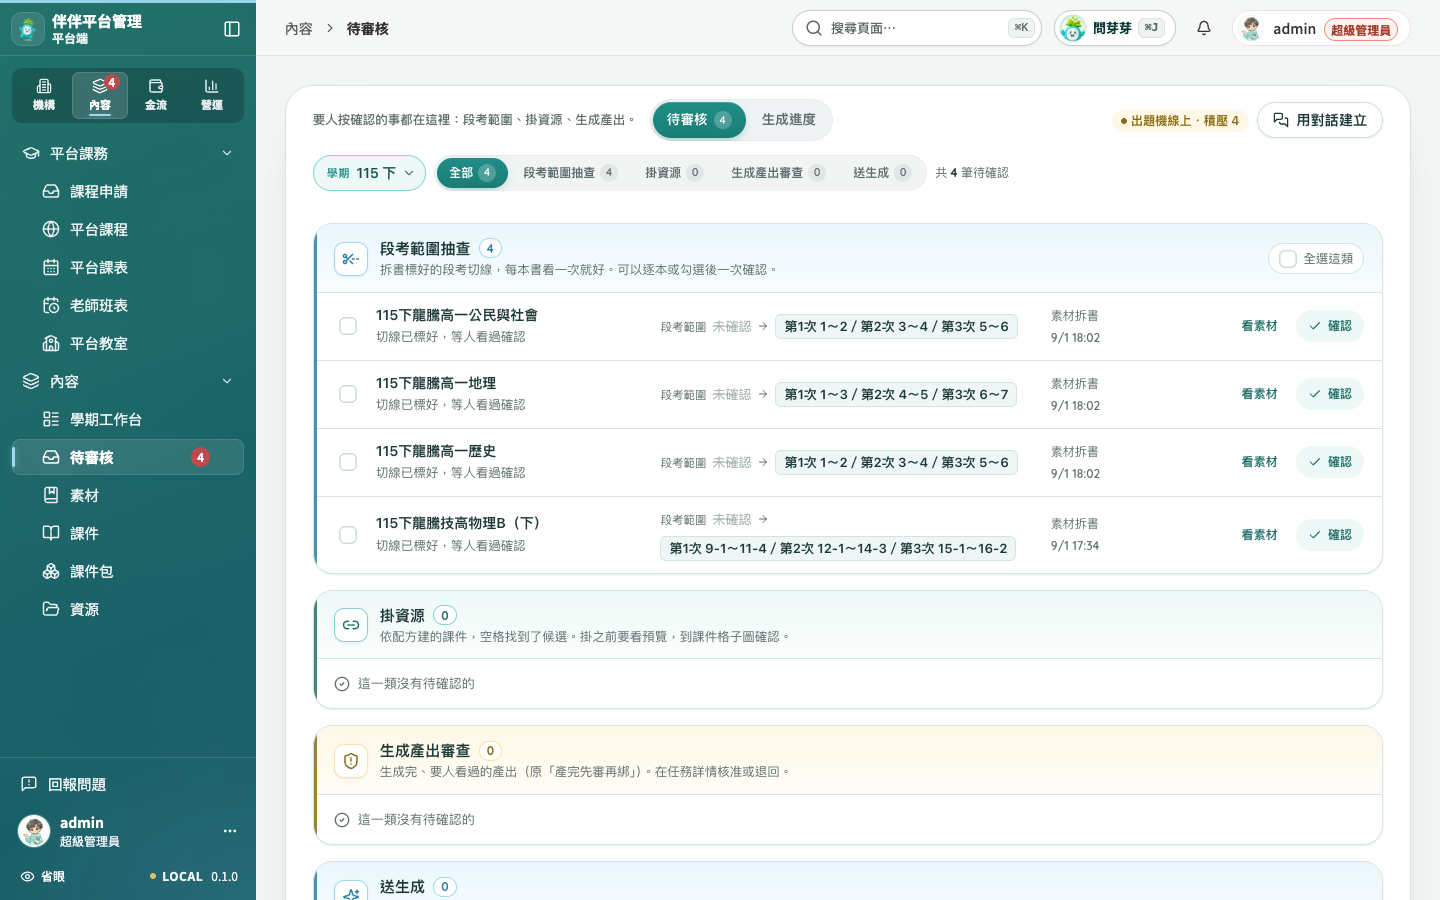 伴伴平台管理
平台端
機構
內容
4
金流
營運
平台課務
課程申請
平台課程
平台課表
老師班表
平台教室
內容
學期工作台
待審核
4
素材
課件
課件包
資源
回報問題
admin
超級管理員
省眼
LOCAL 0.1.0
內容
待審核
搜尋頁面…
⌘K
問芽芽
⌘J
admin
超級管理員
要人按確認的事都在這裡：段考範圍、掛資源、生成產出。
待審核 4
生成進度
出題機線上 · 積壓 4
用對話建立
學期 115 下
全部 4
段考範圍抽查 4
掛資源 0
生成產出審查 0
送生成 0
共 4 筆待確認
段考範圍抽查 4
拆書標好的段考切線，每本書看一次就好。可以逐本或勾選後一次確認。
全選這類
115下龍騰高一公民與社會
切線已標好，等人看過確認
段考範圍 未確認 → 第1次 1～2 / 第2次 3～4 / 第3次 5～6
素材拆書
9/1 18:02
看素材
確認
115下龍騰高一地理
切線已標好，等人看過確認
段考範圍 未確認 → 第1次 1～3 / 第2次 4～5 / 第3次 6～7
素材拆書
9/1 18:02
看素材
確認
115下龍騰高一歷史
切線已標好，等人看過確認
段考範圍 未確認 → 第1次 1～2 / 第2次 3～4 / 第3次 5～6
素材拆書
9/1 18:02
看素材
確認
115下龍騰技高物理B（下）
切線已標好，等人看過確認
段考範圍 未確認 →
第1次 9-1～11-4 / 第2次 12-1～14-3 / 第3次 15-1～16-2
素材拆書
9/1 17:34
看素材
確認
掛資源 0
依配方建的課件，空格找到了候選。掛之前要看預覽，到課件格子圖確認。
這一類沒有待確認的
生成產出審查 0
生成完、要人看過的產出（原「產完先審再綁」）。在任務詳情核准或退回。
這一類沒有待確認的
送生成 0